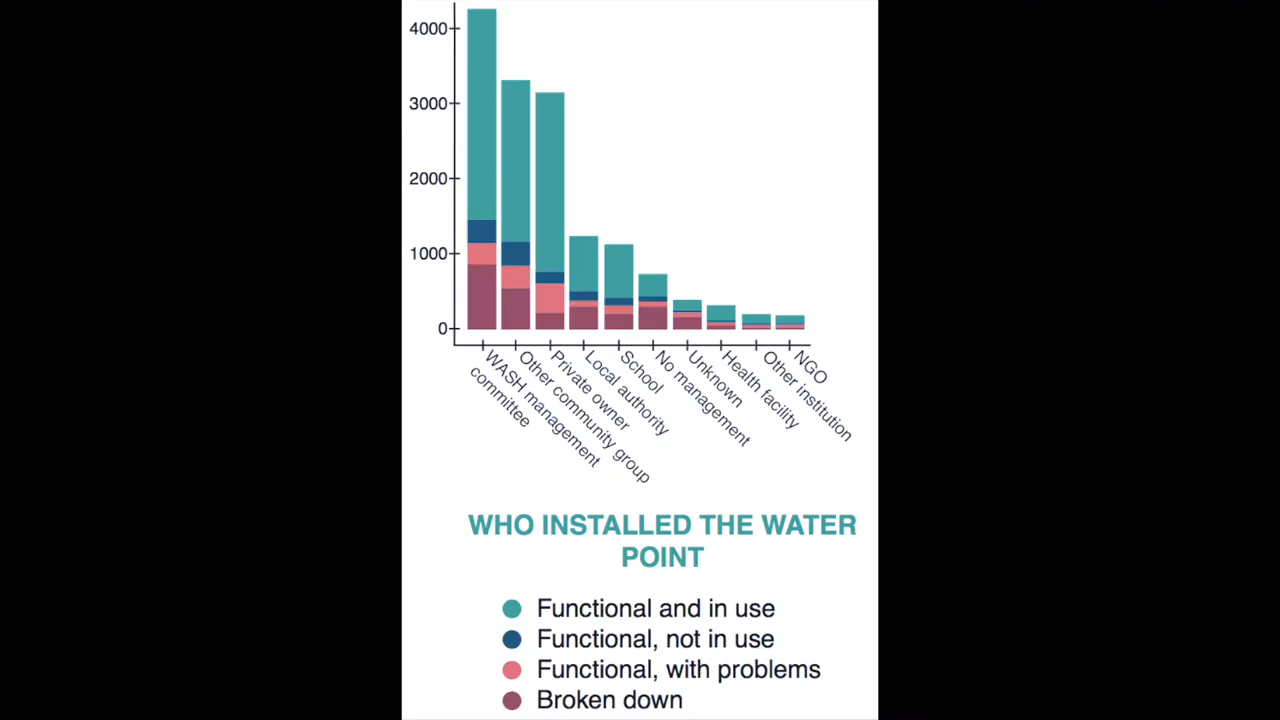 4000
3000
2000
1000
0
WASH management
committee
Other community group
Private owner
Local authority
School
No management
Unknown
Health facility
Other institution
NGO
WHO INSTALLED THE WATER
POINT
Functional and in use
Functional, not in use
Functional, with problems
Broken down